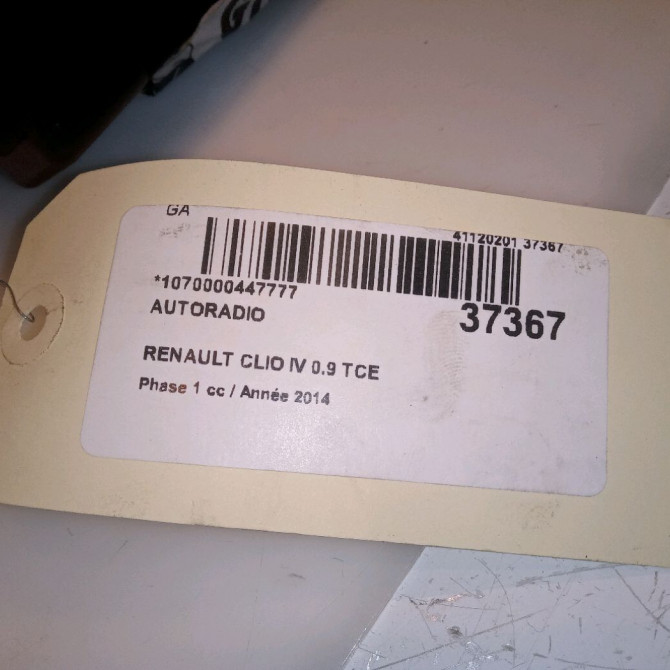 GA
41120201 37367
*1070000447777
AUTORADIO
37367
RENAULT CLIO IV 0.9 TCE
Phase 1 cc / Année 2014